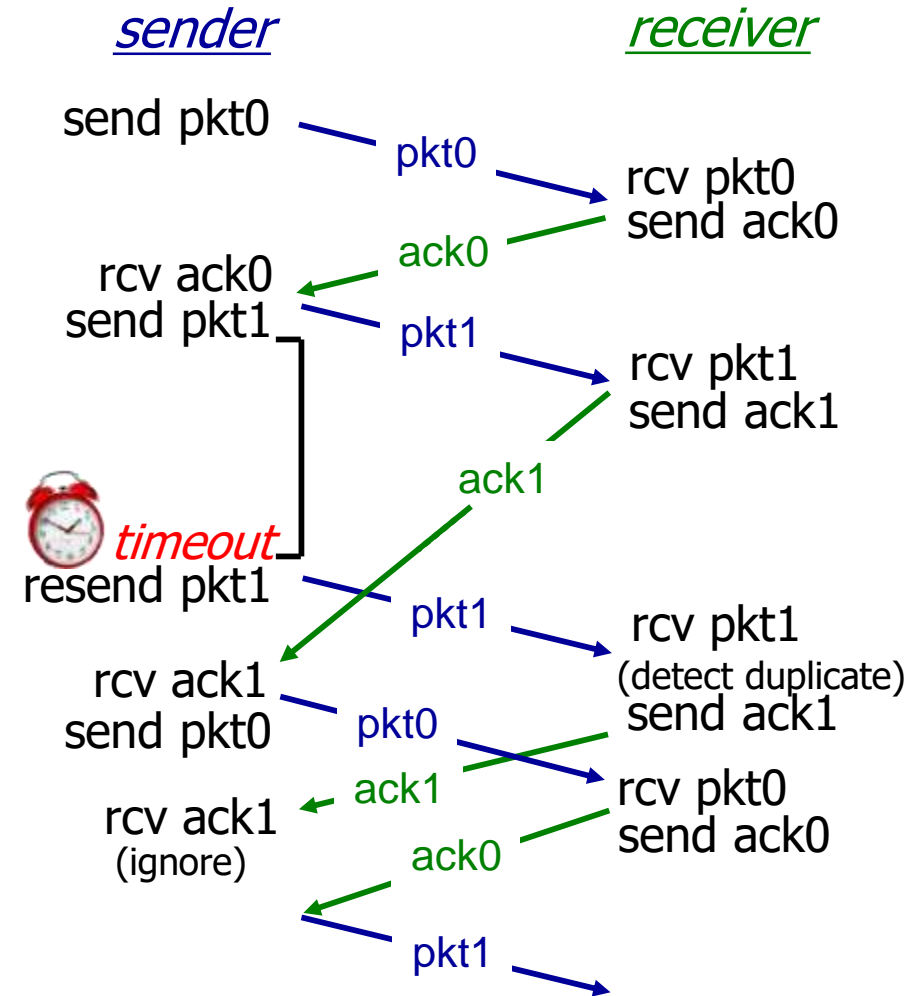 sender
receiver
send pkt0
pkt0
rcv pkt0
send ack0
ack0
rcv ack0
send pkt1
pkt1
rcv pkt1
send ack1
ack1
timeout
resend pkt1
pkt1
rcv pkt1
(detect duplicate)
send ack1
rcv ack1
send pkt0
pkt0
ack1
rcv pkt0
send ack0
rcv ack1
(ignore)
ack0
pkt1